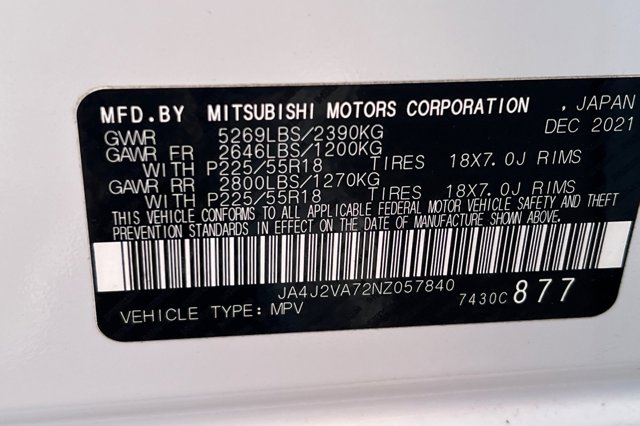 MFD.BY MITSUBISHI MOTORS CORPORATION , JAPAN
GVWR 5269LBS/2390KG DEC 2021
GAWR FR 2646LBS/1200KG
WITH P225/55R18 TIRES 18X7.0J RIMS
GAWR RR 2800LBS/1270KG
WITH P225/55R18 TIRES 18X7.0J RIMS
THIS VEHICLE CONFORMS TO ALL APPLICABLE FEDERAL MOTOR VEHICLE SAFETY AND THEFT
PREVENTION STANDARDS IN EFFECT ON THE DATE OF MANUFACTURE SHOWN ABOVE.
JA4J2VA72NZ057840
VEHICLE TYPE: MPV 7430C 877